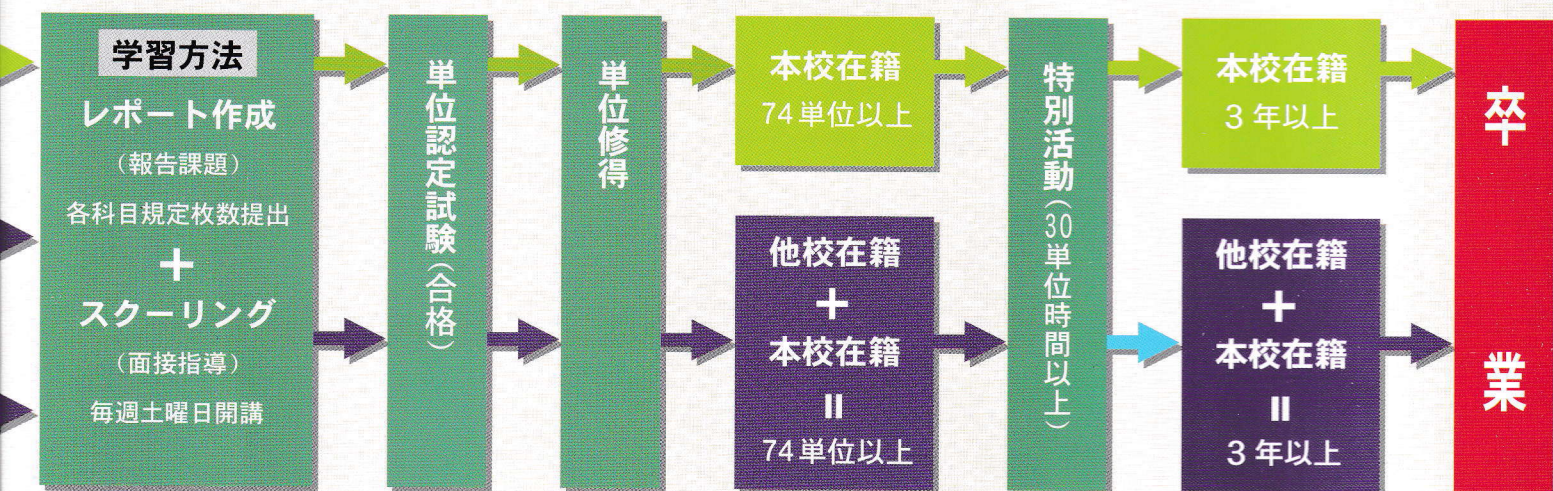 学習方法
レポート作成
（報告課題）
各科目規定枚数提出
＋
スクーリング
（面接指導）
毎週土曜日開講
単位認定試験（合格）
単位修得
本校在籍
74単位以上
他校在籍
＋
本校在籍
＝
74単位以上
特別活動（30単位時間以上）
本校在籍
3年以上
他校在籍
＋
本校在籍
＝
3年以上
卒業